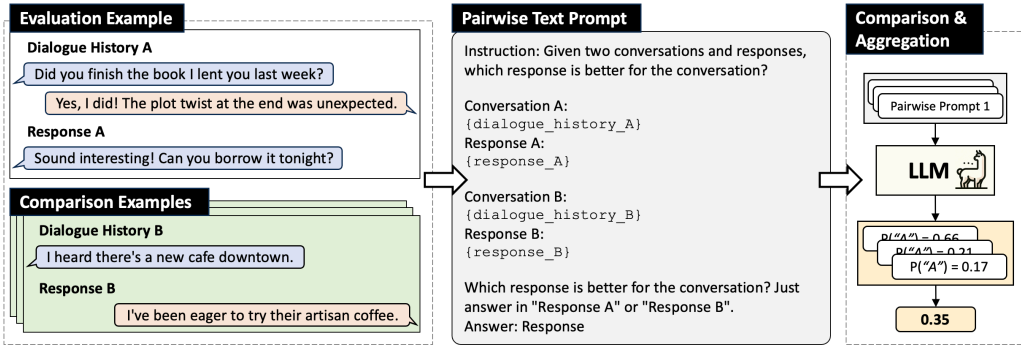 Evaluation Example
Dialogue History A
Did you finish the book I lent you last week?
Yes, I did! The plot twist at the end was unexpected.
Response A
Sound interesting! Can you borrow it tonight?
Comparison Examples
Dialogue History B
I heard there's a new cafe downtown.
Response B
I've been eager to try their artisan coffee.
Pairwise Text Prompt
Instruction: Given two conversations and responses,
which response is better for the conversation?
Conversation A:
{dialogue_history_A}
Response A:
{response_A}
Conversation B:
{dialogue_history_B}
Response B:
{response_B}
Which response is better for the conversation? Just
answer in "Response A" or "Response B".
Answer: Response
Comparison &
Aggregation
Pairwise Prompt 1
LLM
P("A") = 0.66
P("A") = 0.21
P("A") = 0.17
0.35